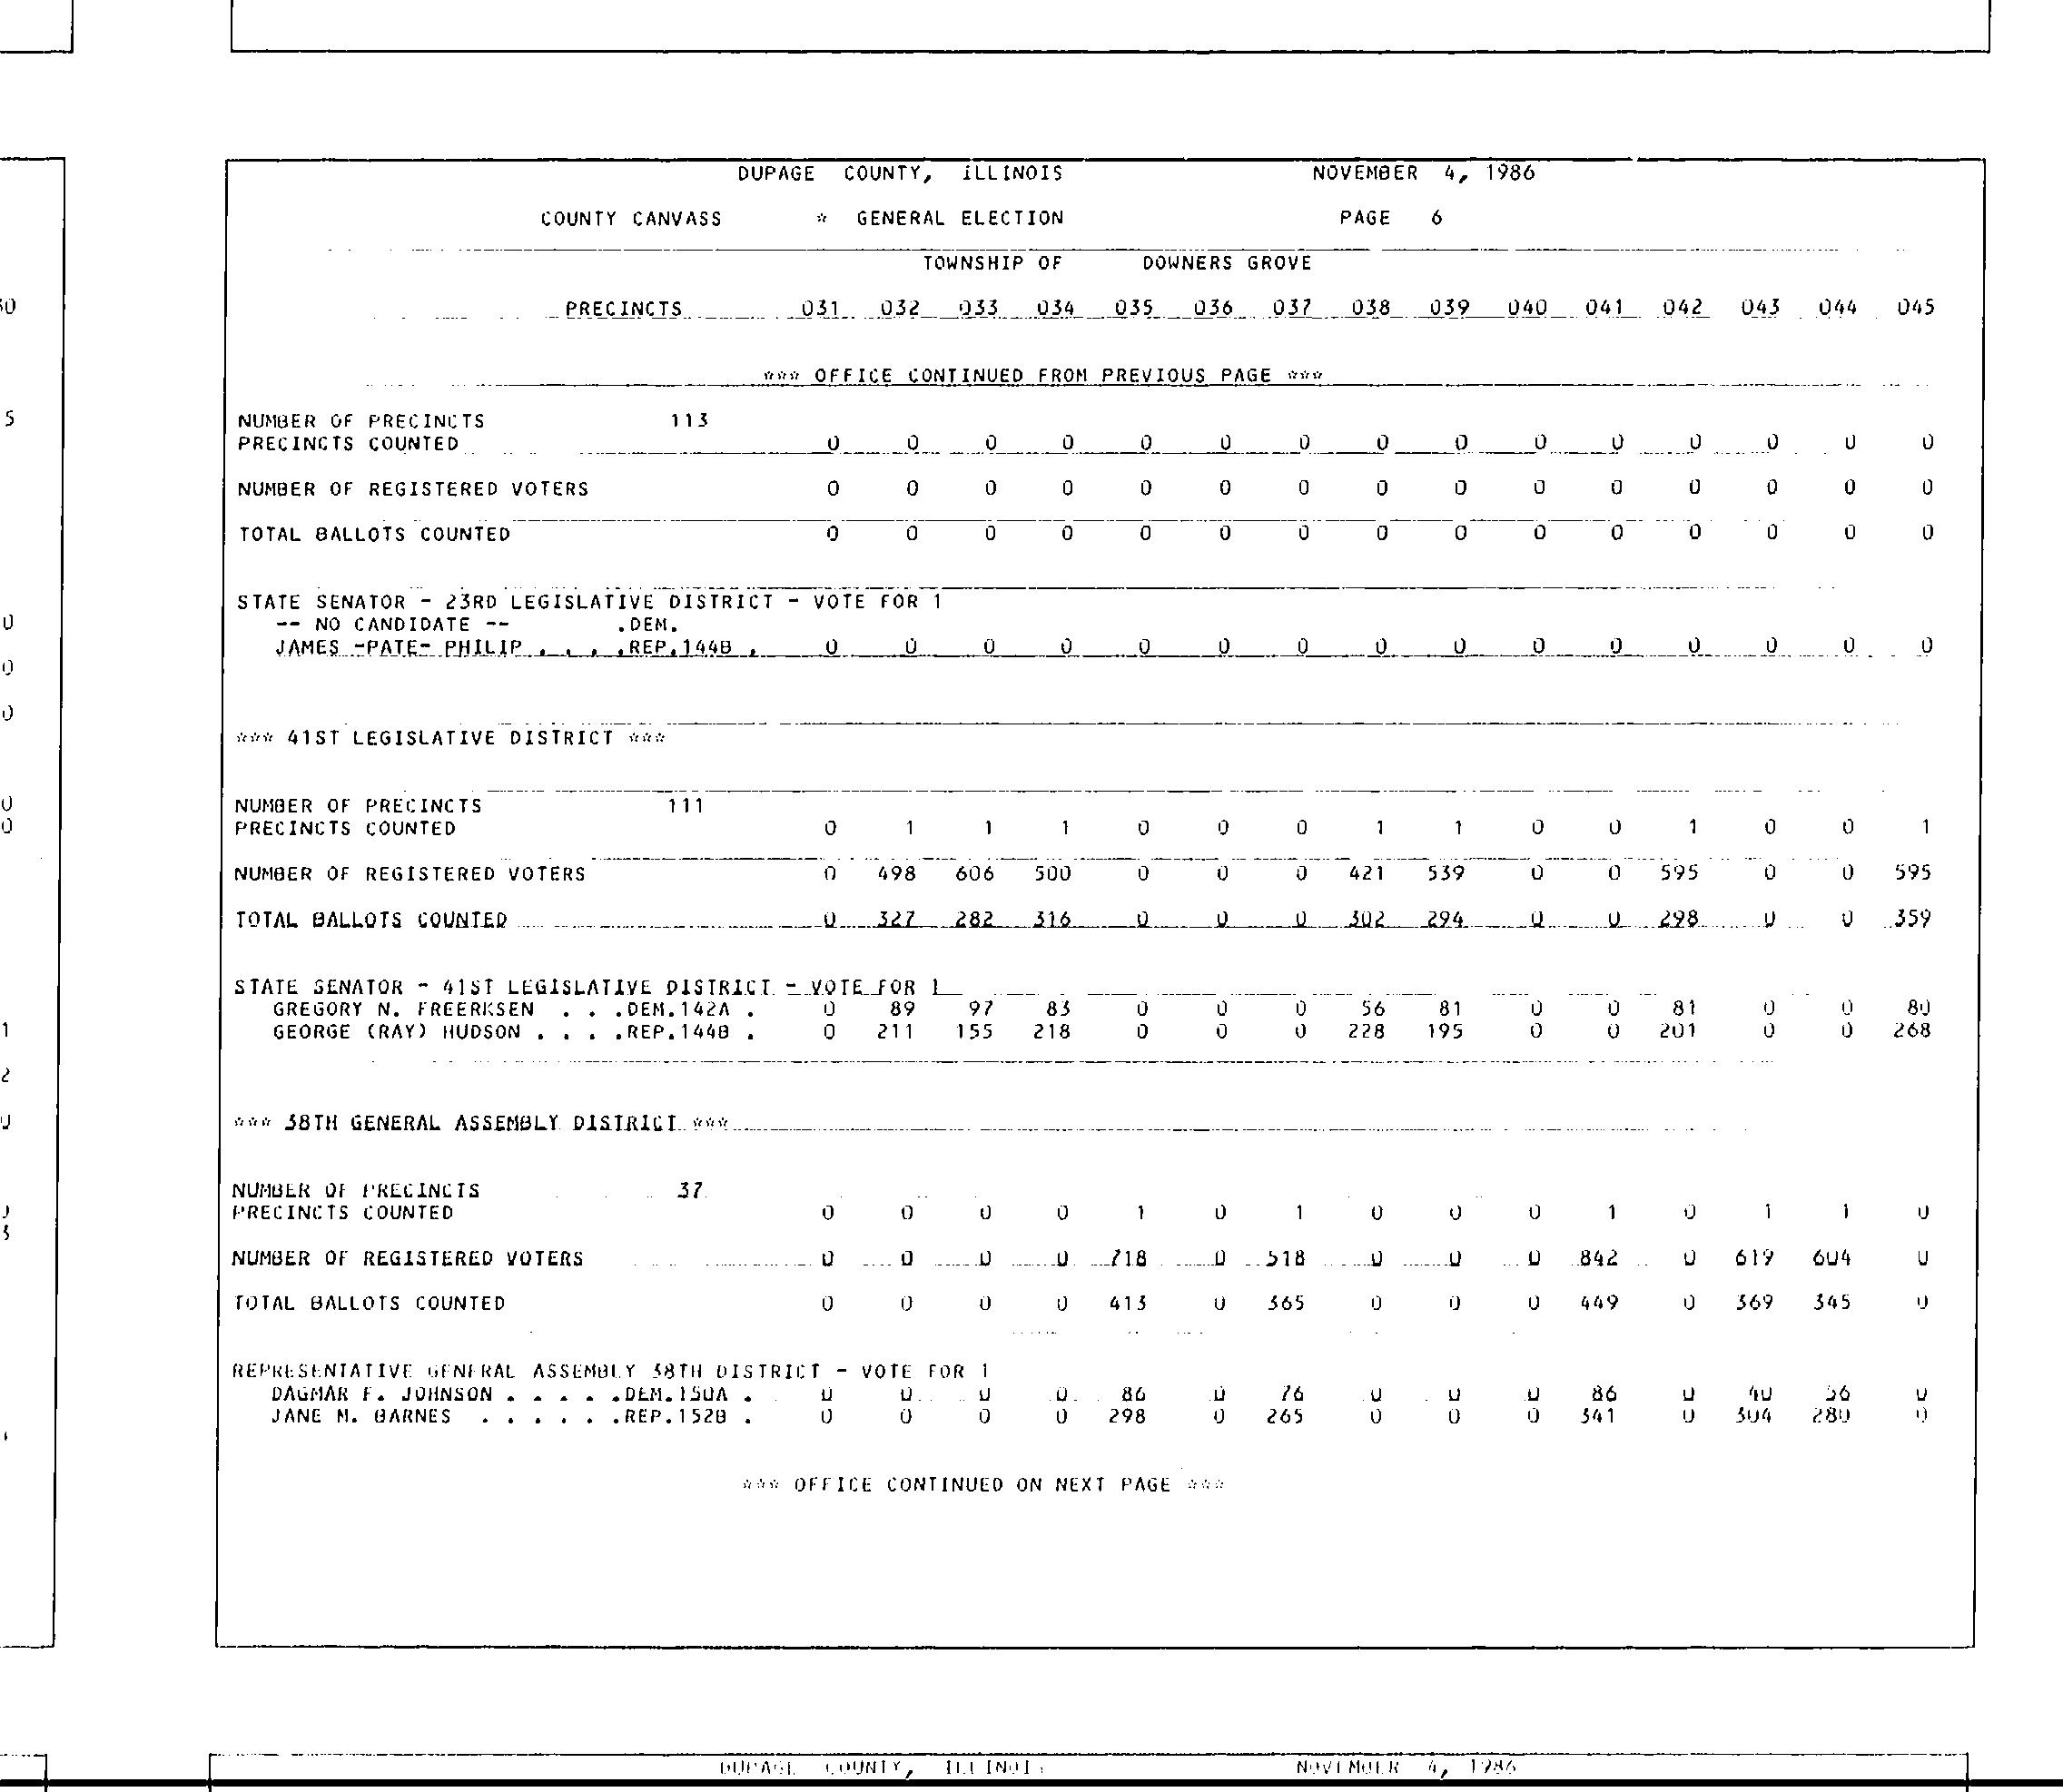 DUPAGE COUNTY, ILLINOIS NOVEMBER 4, 1986
COUNTY CANVASS * GENERAL ELECTION PAGE 6
TOWNSHIP OF DOWNERS GROVE
PRECINCTS 031 032 033 034 035 036 037 038 039 040 041 042 043 044 045
*** OFFICE CONTINUED FROM PREVIOUS PAGE ***
NUMBER OF PRECINCTS 113
PRECINCTS COUNTED 0 0 0 0 0 0 0 0 0 0 0 0 0 0 0
NUMBER OF REGISTERED VOTERS 0 0 0 0 0 0 0 0 0 0 0 0 0 0 0
TOTAL BALLOTS COUNTED 0 0 0 0 0 0 0 0 0 0 0 0 0 0 0
STATE SENATOR - 23RD LEGISLATIVE DISTRICT - VOTE FOR 1
-- NO CANDIDATE -- .DEM.
JAMES -PATE- PHILIP . . . .REP.144B . 0 0 0 0 0 0 0 0 0 0 0 0 0 0 0
*** 41ST LEGISLATIVE DISTRICT ***
NUMBER OF PRECINCTS 111
PRECINCTS COUNTED 0 1 1 1 0 0 0 1 1 0 0 1 0 0 1
NUMBER OF REGISTERED VOTERS 0 498 606 500 0 0 0 421 539 0 0 595 0 0 595
TOTAL BALLOTS COUNTED 0 327 282 316 0 0 0 302 294 0 0 298 0 0 359
STATE SENATOR - 41ST LEGISLATIVE DISTRICT - VOTE FOR 1
GREGORY N. FREERKSEN . . .DEM.142A . 0 89 97 83 0 0 0 56 81 0 0 81 0 0 80
GEORGE (RAY) HUDSON . . . .REP.144B . 0 211 155 218 0 0 0 228 195 0 0 201 0 0 268
*** 38TH GENERAL ASSEMBLY DISTRICT ***
NUMBER OF PRECINCTS 37
PRECINCTS COUNTED 0 0 0 0 1 0 1 0 0 0 1 0 1 1 0
NUMBER OF REGISTERED VOTERS 0 0 0 0 718 0 518 0 0 0 842 0 619 604 0
TOTAL BALLOTS COUNTED 0 0 0 0 413 0 365 0 0 0 449 0 369 345 0
REPRESENTATIVE GENERAL ASSEMBLY 38TH DISTRICT - VOTE FOR 1
DAGMAR F. JOHNSON . . . . .DEM.150A . 0 0 0 0 86 0 76 0 0 0 86 0 40 56 0
JANE M. BARNES . . . . . .REP.152B . 0 0 0 0 298 0 265 0 0 0 341 0 304 280 0
*** OFFICE CONTINUED ON NEXT PAGE ***
DUPAGE COUNTY, ILLINOIS NOVEMBER 4, 1986